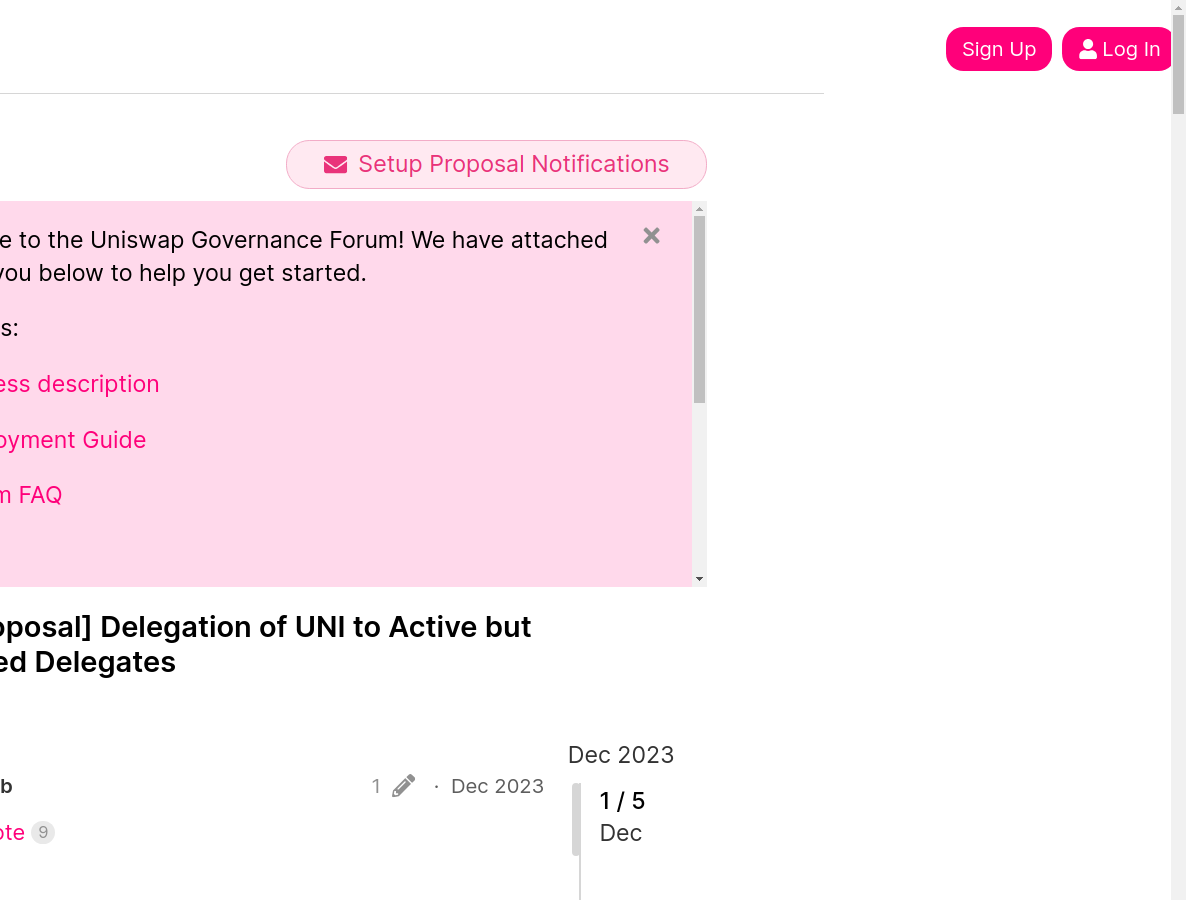 Sign Up
Log In
Setup Proposal Notifications
e to the Uniswap Governance Forum! We have attached
you below to help you get started.
s:
ess description
oyment Guide
m FAQ
oposal] Delegation of UNI to Active but
ed Delegates
Dec 2023
b 1 · Dec 2023
1 / 5
ote 9
Dec